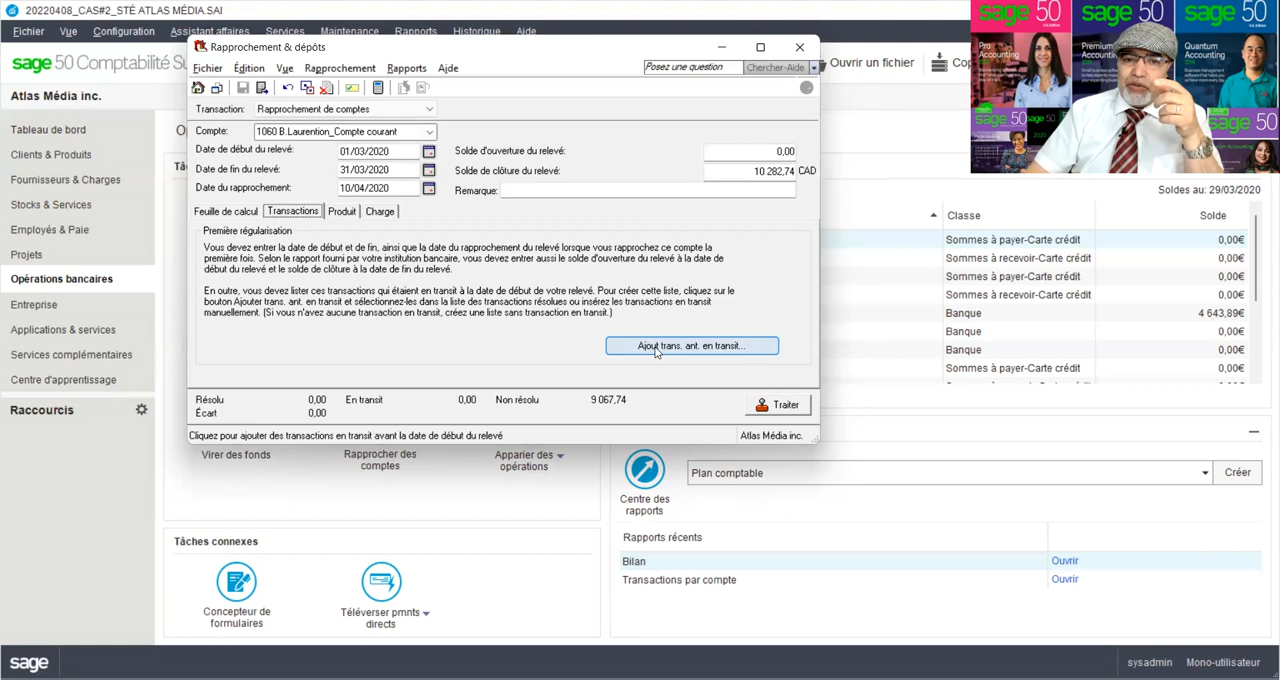 20220408_CAS#2_STÉ ATLAS MÉDIA.SAI
Fichier Vue Configuration Assistant affaires Services Maintenance Rapports Historique Aide
sage 50 Comptabilité
Ouvrir un fichier
Atlas Média inc.
Tableau de bord
Clients & Produits
Fournisseurs & Charges
Stocks & Services
Employés & Paie
Projets
Opérations bancaires
Entreprise
Applications & services
Services complémentaires
Centre d'apprentissage
Raccourcis
Rapprochement & dépôts
Fichier Édition Vue Rapprochement Rapports Aide
Posez une question Chercher-Aide
Transaction: Rapprochement de comptes
Compte: 1060 B.Laurention_Compte courant
Date de début du relevé: 01/03/2020 Solde d'ouverture du relevé: 0,00
Date de fin du relevé: 31/03/2020 Solde de clôture du relevé: 10 282,74 CAD
Date du rapprochement: 10/04/2020 Remarque:
Feuille de calcul Transactions Produit Charge
Première régularisation
Vous devez entrer la date de début et de fin, ainsi que la date du rapprochement du relevé lorsque vous rapprochez ce compte la
première fois. Selon le rapport fourni par votre institution bancaire, vous devez entrer aussi le solde d'ouverture du relevé à la date de
début du relevé et le solde de clôture à la date de fin du relevé.
En outre, vous devez lister ces transactions qui étaient en transit à la date de début de votre relevé. Pour créer cette liste, cliquez sur le
bouton Ajouter trans. ant. en transit et sélectionnez-les dans la liste des transactions résolues ou insérez les transactions en transit
manuellement. (Si vous n'avez aucune transaction en transit, créez une liste sans transaction en transit.)
Ajout trans. ant. en transit...
Résolu 0,00 En transit 0,00 Non résolu 9 067,74
Écart 0,00
Traiter
Cliquez pour ajouter des transactions en transit avant la date de début du relevé Atlas Média inc.
Virer des fonds
Rapprocher des
comptes
Apparier des
opérations
Tâches connexes
Concepteur de
formulaires
Téléverser pmnts
directs
Soldes au: 29/03/2020
Classe Solde
Sommes à payer-Carte crédit 0,00€
Sommes à recevoir-Carte crédit 0,00€
Sommes à payer-Carte crédit 0,00€
Sommes à recevoir-Carte crédit 0,00€
Banque 4 643,89€
Banque 0,00€
Banque 0,00€
Sommes à payer-Carte crédit 0,00€
Centre des
rapports
Plan comptable Créer
Rapports récents
Bilan Ouvrir
Transactions par compte Ouvrir
sage
sysadmin Mono-utilisateur
sage 50
sage 50
sage 50
Pro
Accounting
Premium
Quantum
Accounting
sage 50
2020
sage 50
Accounting